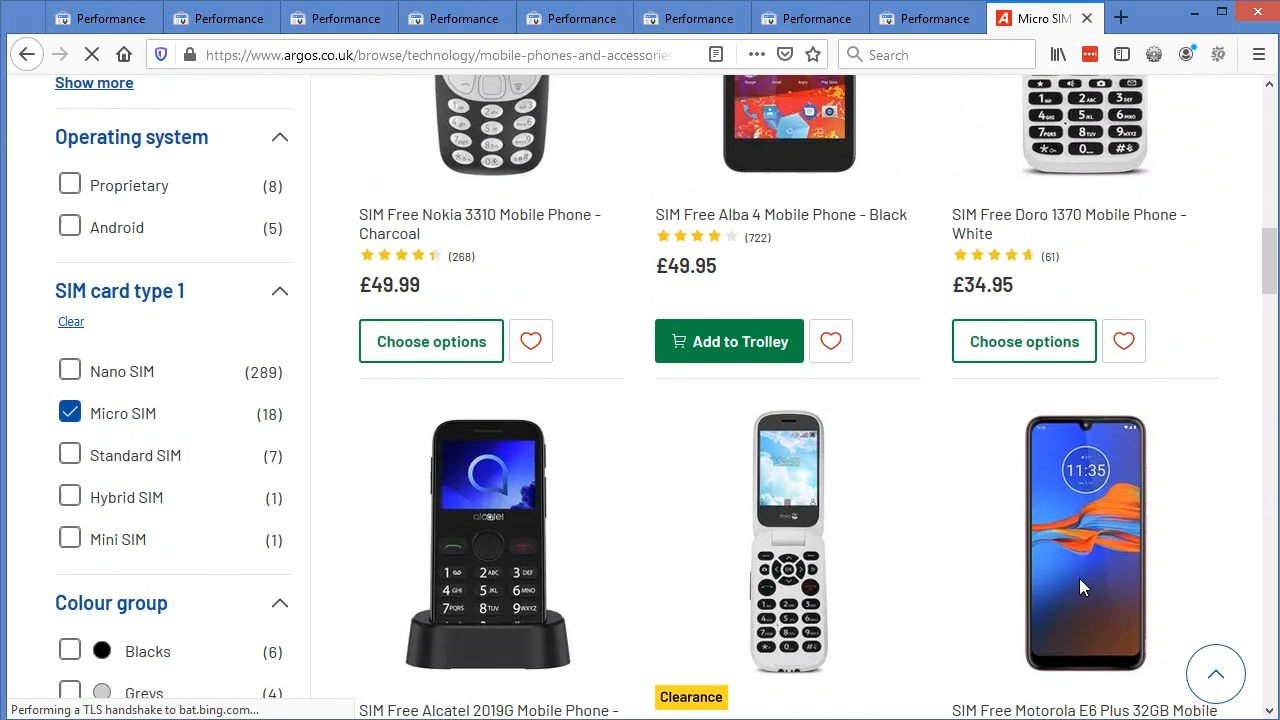 Performance
Performance
Performance
Performance
Performance
Performance
Performance
Performance
Micro SIM
https://www.argos.co.uk/browse/technology/mobile-phones-and-accessories
Search
Show more
Operating system
Proprietary (8)
Android (5)
SIM card type 1
Clear
Nano SIM (289)
Micro SIM (18)
Standard SIM (7)
Hybrid SIM (1)
Mini SIM (1)
Colour group
Blacks (6)
Greys (4)
SIM Free Nokia 3310 Mobile Phone -
Charcoal
(268)
£49.99
Choose options
SIM Free Alba 4 Mobile Phone - Black
(722)
£49.95
Add to Trolley
SIM Free Doro 1370 Mobile Phone -
White
(61)
£34.95
Choose options
alcatel
11:35
Clearance
SIM Free Alcatel 2019G Mobile Phone -
SIM Free Motorola E6 Plus 32GB Mobile
Performing a TLS handshake to bat.bing.com...